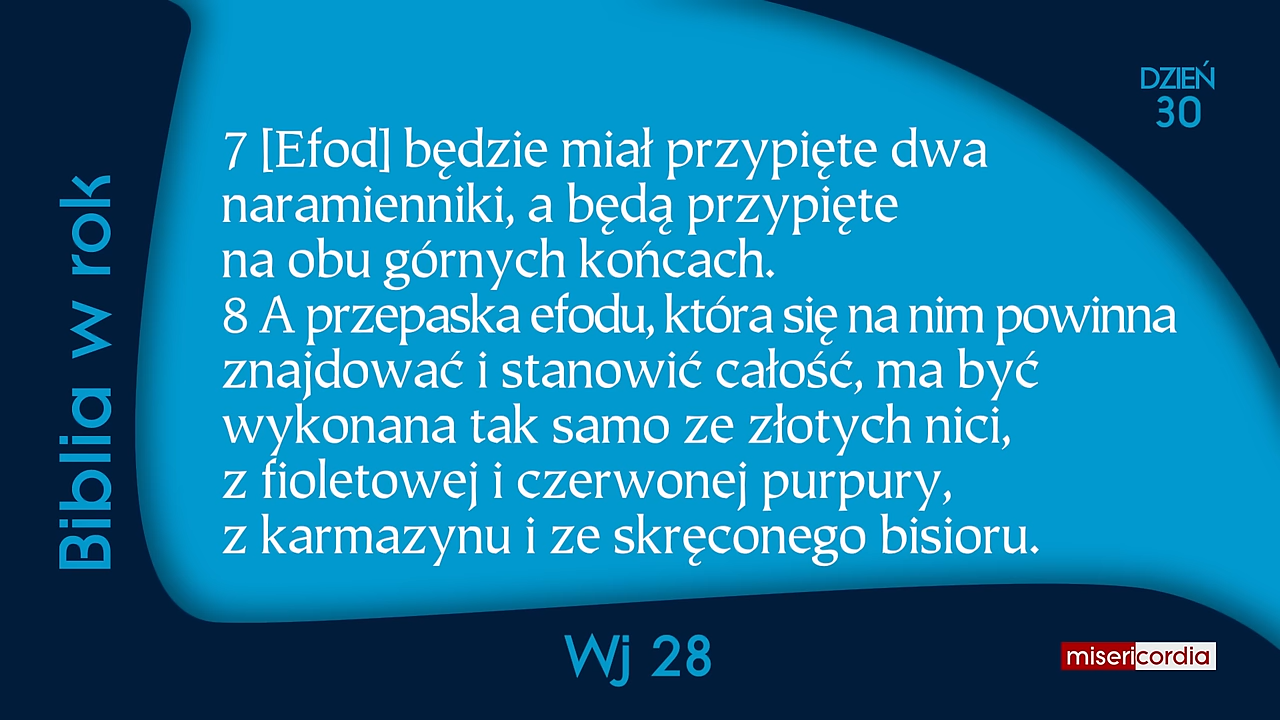 DZIEŃ
30
7 [Efod] będzie miał przypięte dwa
naramienniki, a będą przypięte
na obu górnych końcach.
8 A przepaska efodu, która się na nim powinna
znajdować i stanowić całość, ma być
wykonana tak samo ze złotych nici,
z fioletowej i czerwonej purpury,
z karmazynu i ze skręconego bisioru.
Biblia w rok
Wj 28
misericordia